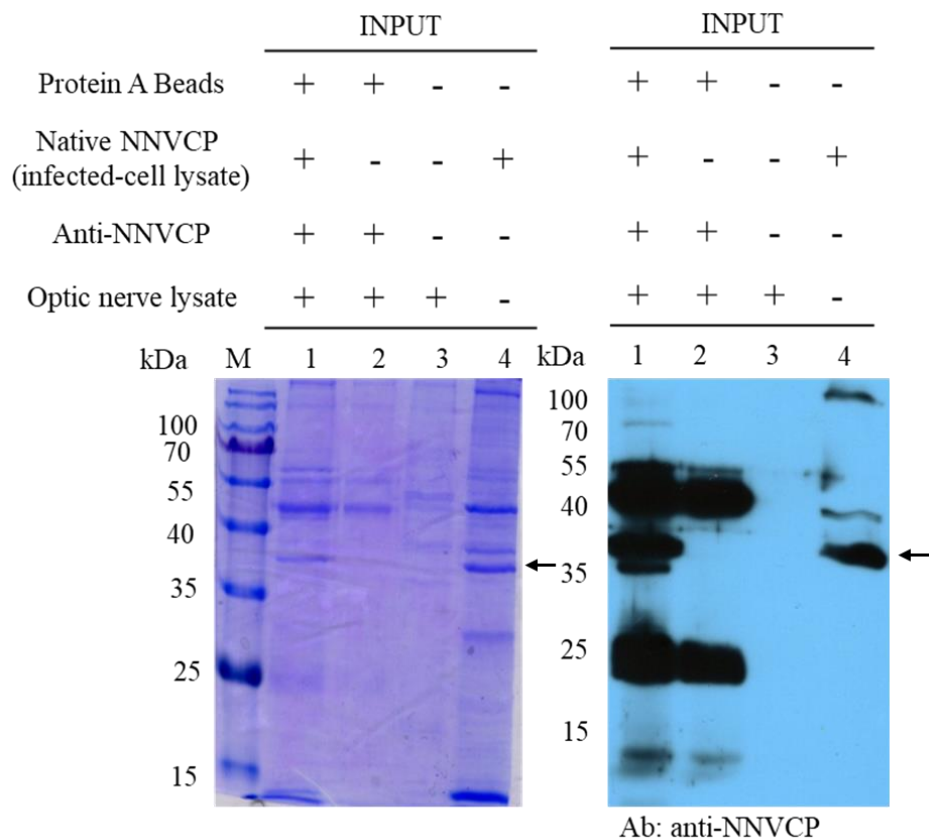 INPUT INPUT
Protein A Beads + + - - + + - -
Native NNVCP
(infected-cell lysate) + - - + + - - +
Anti-NNVCP + + - - + + - -
Optic nerve lysate + + + - + + + -
kDa M 1 2 3 4 kDa 1 2 3 4
100
70
55
40
35
25
15
100
70
55
40
35
25
15
Ab: anti-NNVCP